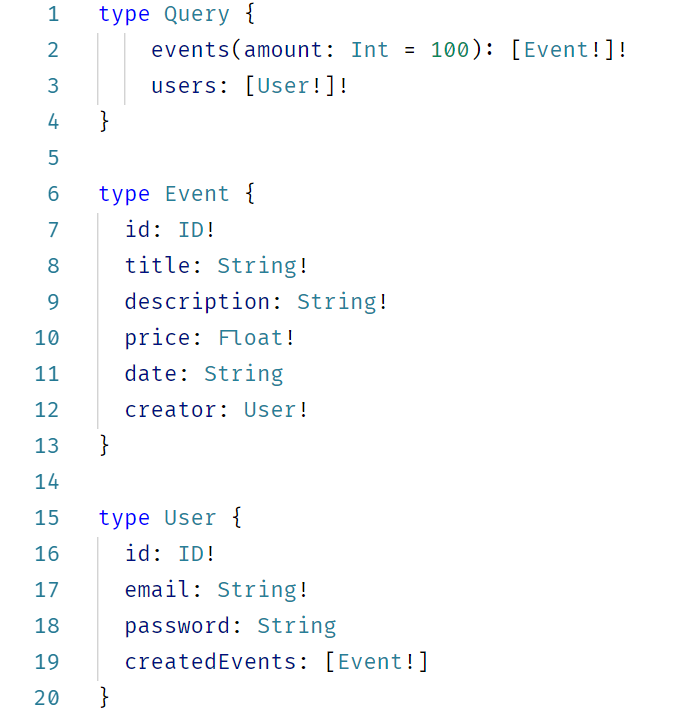 1 type Query {
2 events(amount: Int = 100): [Event!]!
3 users: [User!]!
4 }
5
6 type Event {
7 id: ID!
8 title: String!
9 description: String!
10 price: Float!
11 date: String
12 creator: User!
13 }
14
15 type User {
16 id: ID!
17 email: String!
18 password: String
19 createdEvents: [Event!]
20 }